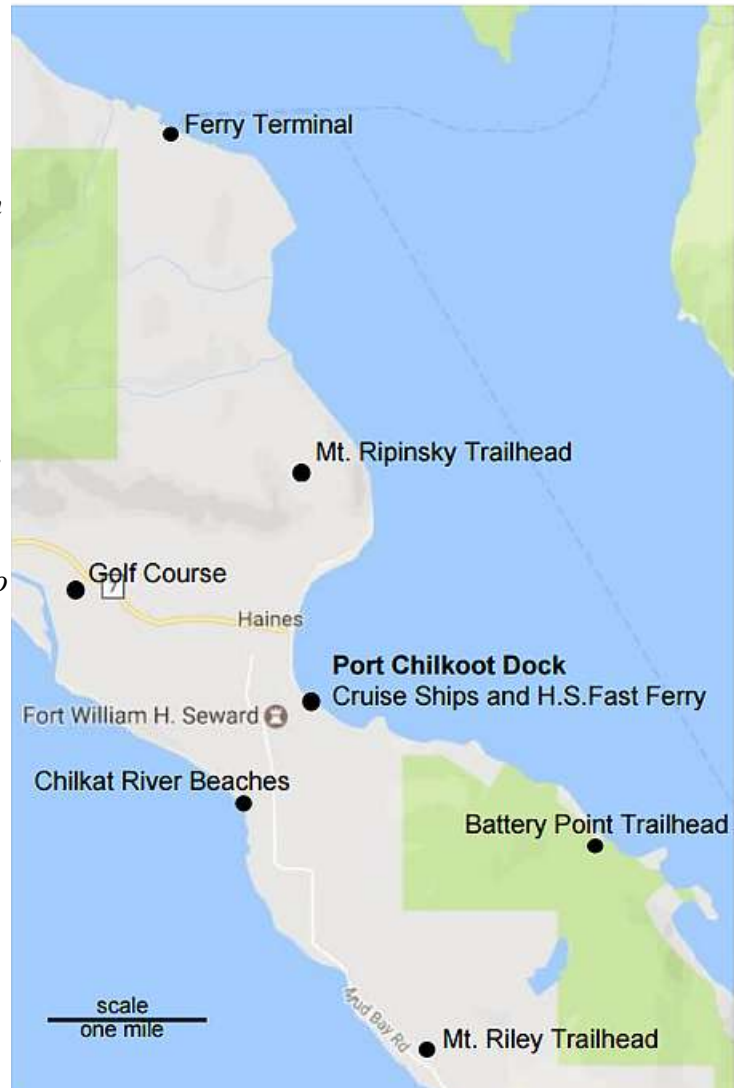 Ferry Terminal
Mt. Ripinsky Trailhead
Golf Course
7
Haines
Port Chilkoot Dock
Cruise Ships and H.S.Fast Ferry
Fort William H. Seward
Chilkat River Beaches
Battery Point Trailhead
scale
one mile
Mud Bay Rd
Mt. Riley Trailhead